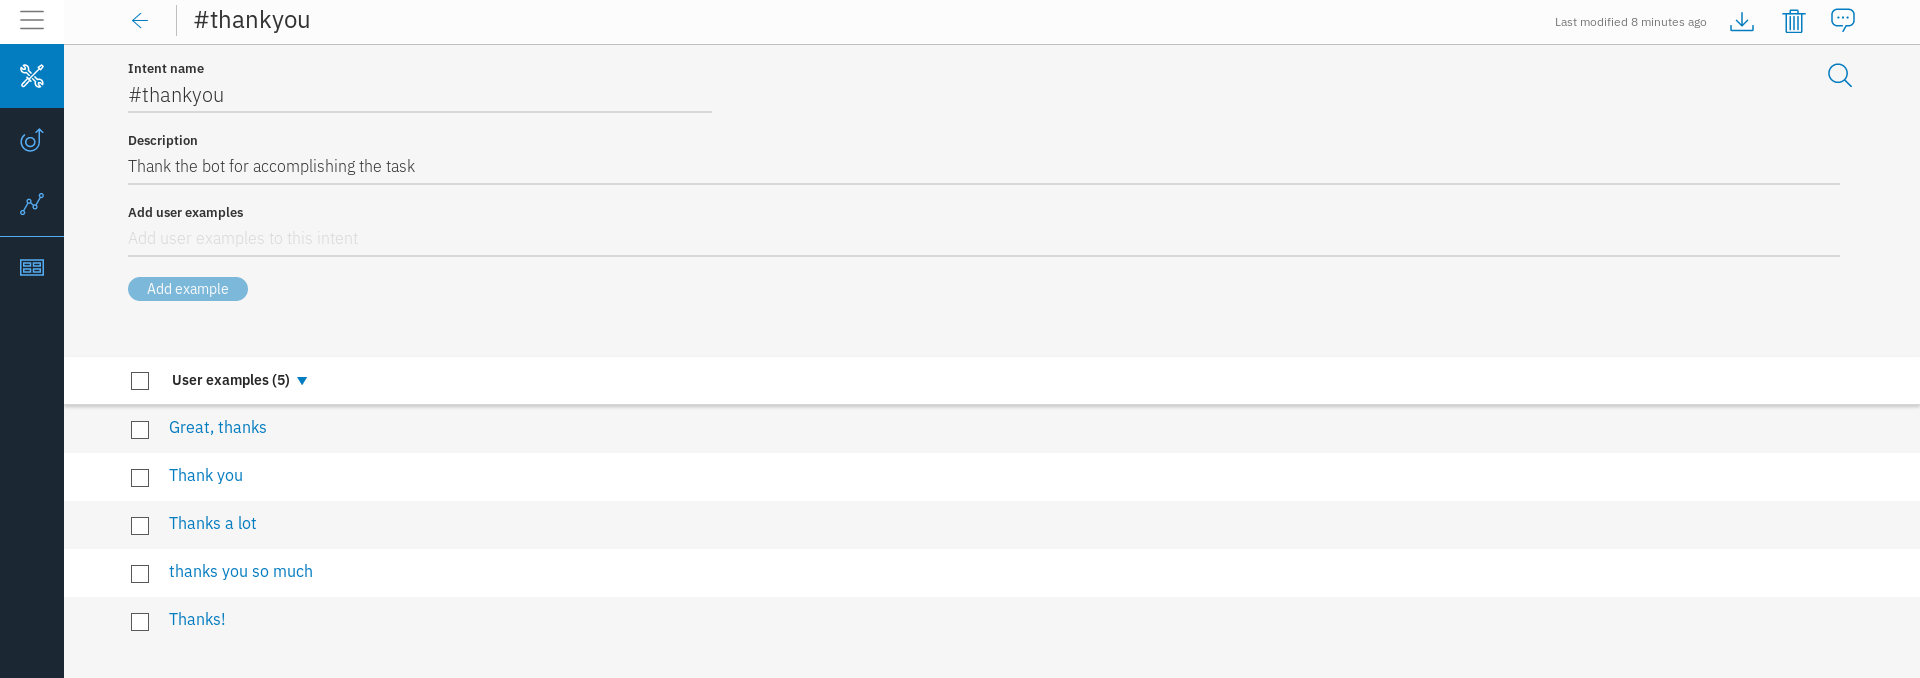 #thankyou
Last modified 8 minutes ago
Intent name
#thankyou
Description
Thank the bot for accomplishing the task
Add user examples
Add user examples to this intent
Add example
User examples (5)
Great, thanks
Thank you
Thanks a lot
thanks you so much
Thanks!